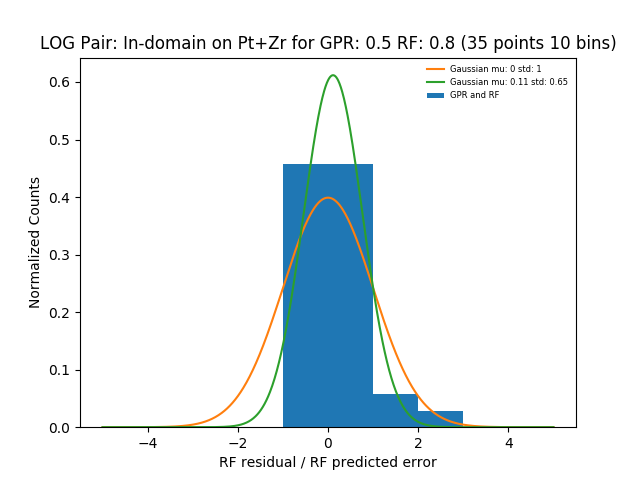 LOG Pair: In-domain on Pt+Zr for GPR: 0.5 RF: 0.8 (35 points 10 bins)
Gaussian mu: 0 std: 1
Gaussian mu: 0.11 std: 0.65
GPR and RF
Normalized Counts
0.6
0.5
0.4
0.3
0.2
0.1
0.0
−4 −2 0 2 4
RF residual / RF predicted error